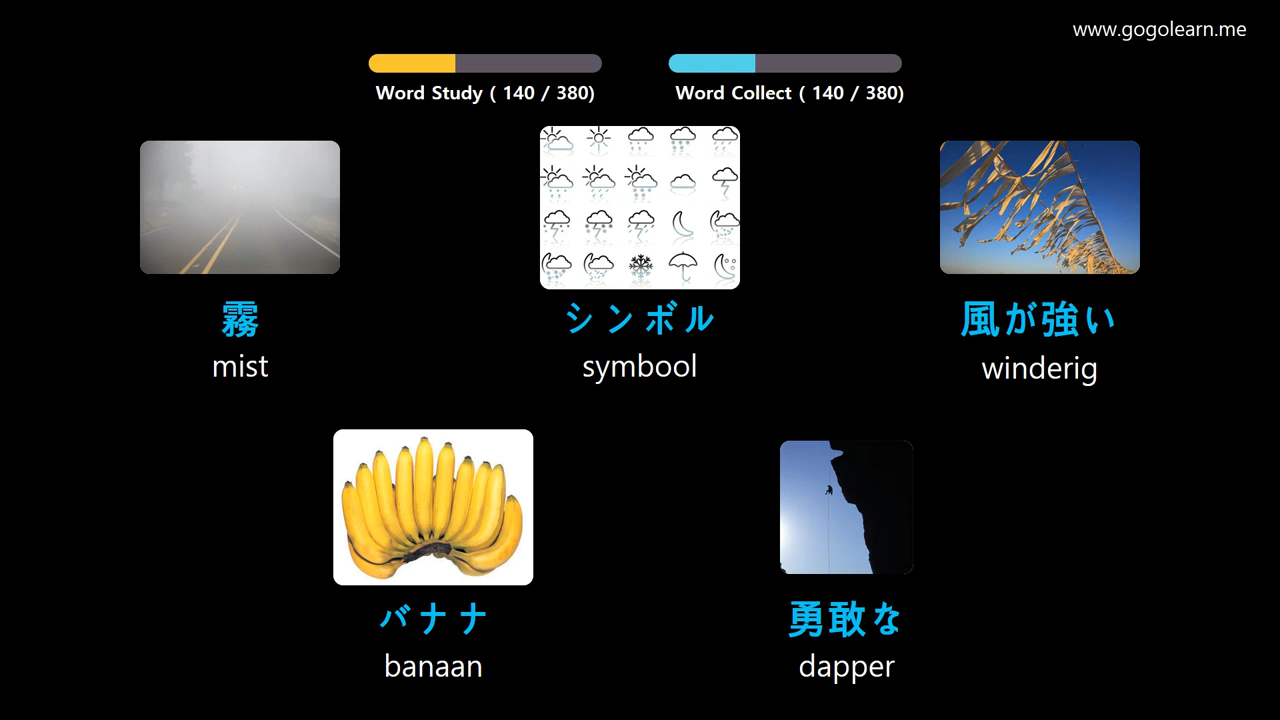 www.gogolearn.me
Word Study ( 140 / 380)
Word Collect ( 140 / 380)
霧
mist
シンボル
symbool
風が強い
winderig
バナナ
banaan
勇敢な
dapper